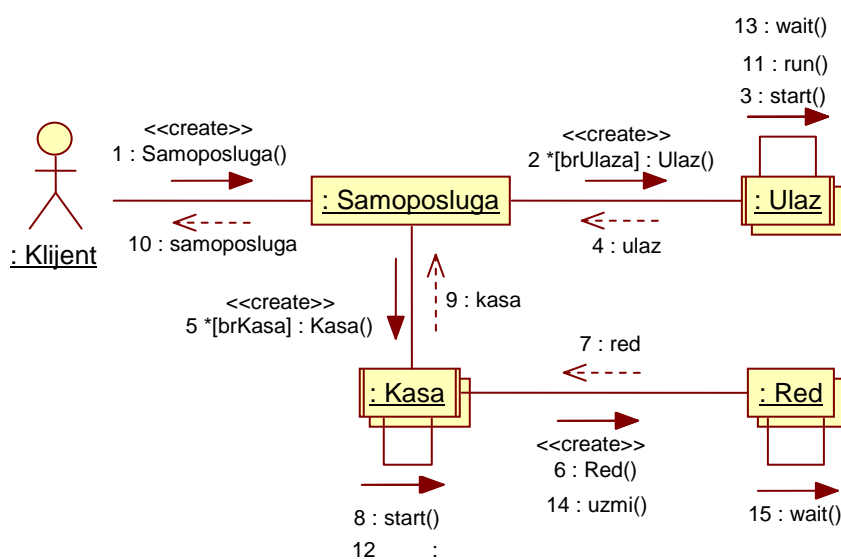 13 : wait()
11 : run()
3 : start()
<<create>>
1 : Samoposluga()
<<create>>
2 *[brUlaza] : Ulaz()
: Samoposluga
: Ulaz
: Klijent
10 : samoposluga
4 : ulaz
<<create>>
5 *[brKasa] : Kasa()
9 : kasa
7 : red
: Kasa
: Red
<<create>>
6 : Red()
14 : uzmi()
8 : start()
15 : wait()
12 :